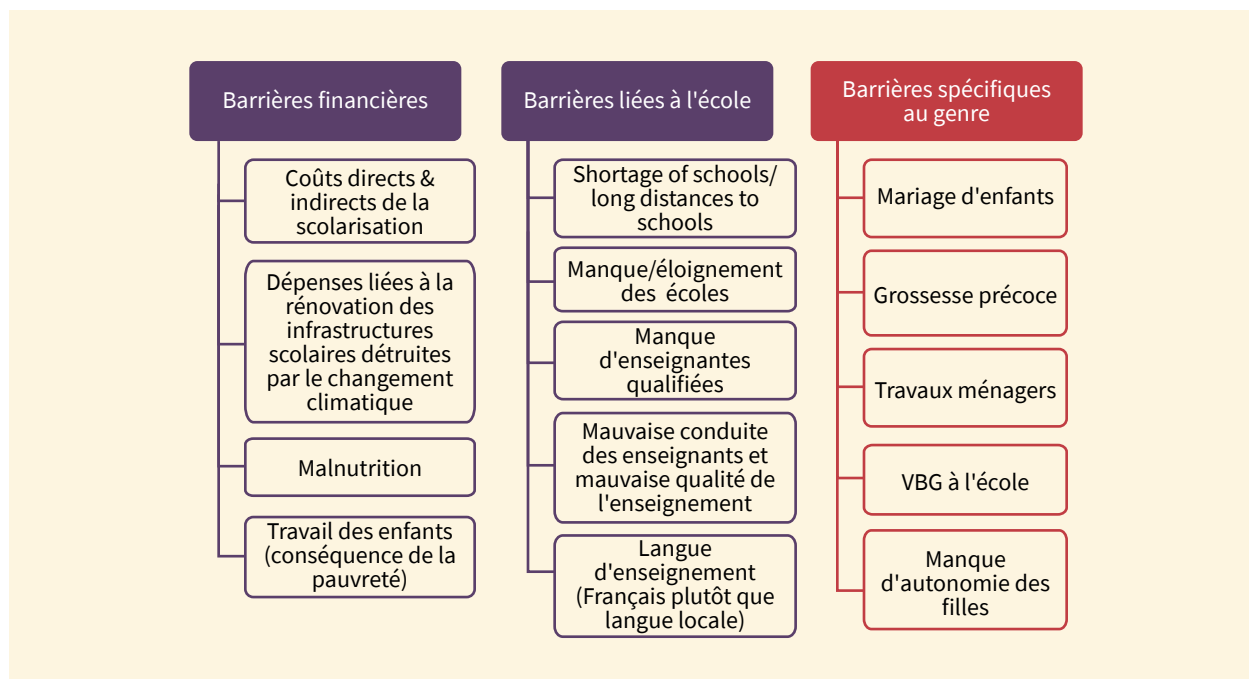 Barrières financières
Coûts directs &
indirects de la
scolarisation
Dépenses liées à la
rénovation des
infrastructures
scolaires détruites
par le changement
climatique
Malnutrition
Travail des enfants
(conséquence de la
pauvreté)
Barrières liées à l'école
Shortage of schools/
long distances to
schools
Manque/éloignement
des écoles
Manque
d'enseignantes
qualifiées
Mauvaise conduite
des enseignants et
mauvaise qualité de
l'enseignement
Langue
d'enseignement
(Français plutôt que
langue locale)
Barrières spécifiques
au genre
Mariage d'enfants
Grossesse précoce
Travaux ménagers
VBG à l'école
Manque
d'autonomie des
filles